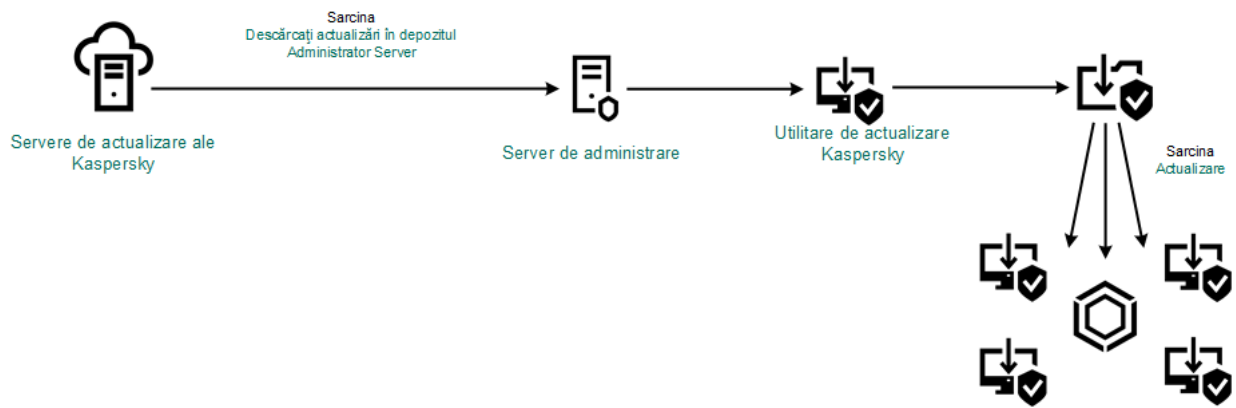 Sarcina
Descărcați actualizări în depozitul
Administrator Server
Servere de actualizare ale
Kaspersky
Server de administrare
Utilitare de actualizare
Kaspersky
Sarcina
Actualizare